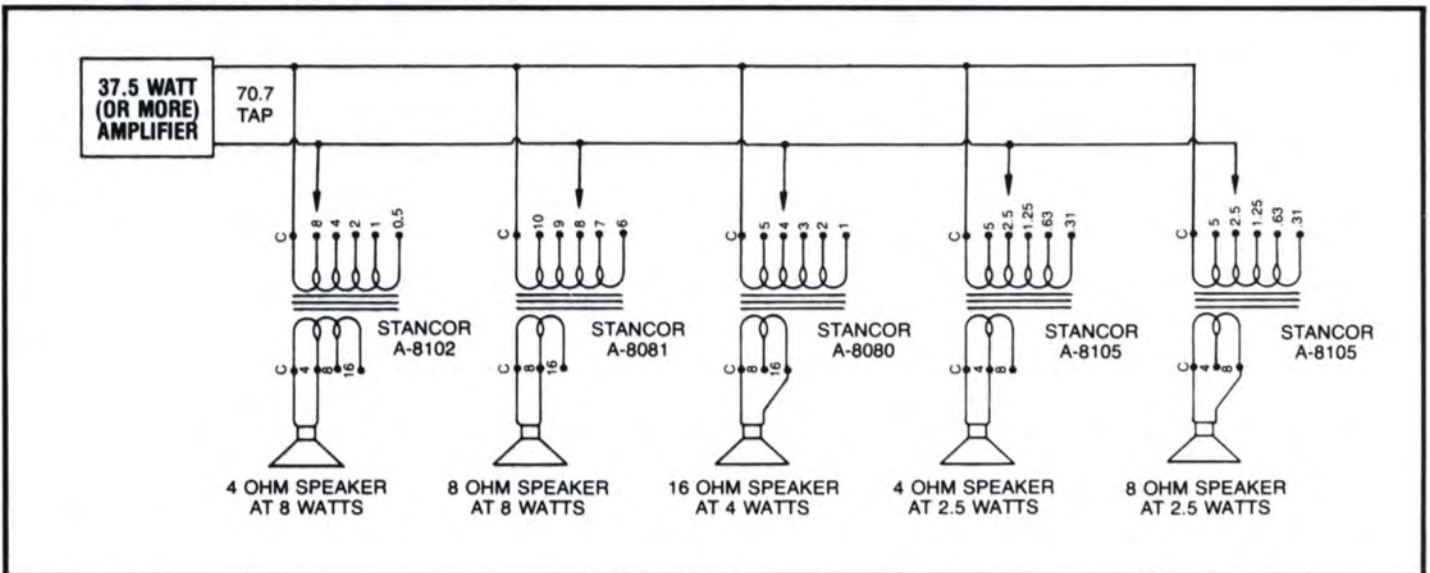 37.5 WATT
(OR MORE)
AMPLIFIER
70.7
TAP
C 8 4 2 1 0.5
C 10 9 8 7 6
C 5 4 3 2 1
C 5 2.5 1.25 .63 .31
C 5 2.5 1.25 .63 .31
STANCOR
A-8102
STANCOR
A-8081
STANCOR
A-8080
STANCOR
A-8105
STANCOR
A-8105
C 4 8 16
C 8 16
C 8 16
C 4 8
C 4 8
4 OHM SPEAKER
AT 8 WATTS
8 OHM SPEAKER
AT 8 WATTS
16 OHM SPEAKER
AT 4 WATTS
4 OHM SPEAKER
AT 2.5 WATTS
8 OHM SPEAKER
AT 2.5 WATTS